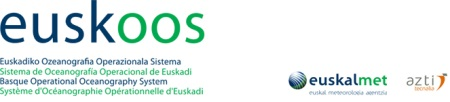 euskoos
Euskadiko Ozeanografia Operazionala Sistema
Sistema de Oceanografía Operacional de Euskadi
Basque Operational Oceanography System
Système d'Océanographie Opérationnelle d'Euskadi
euskalmet
euskal meteorologia agentzia
azti
tecnalia